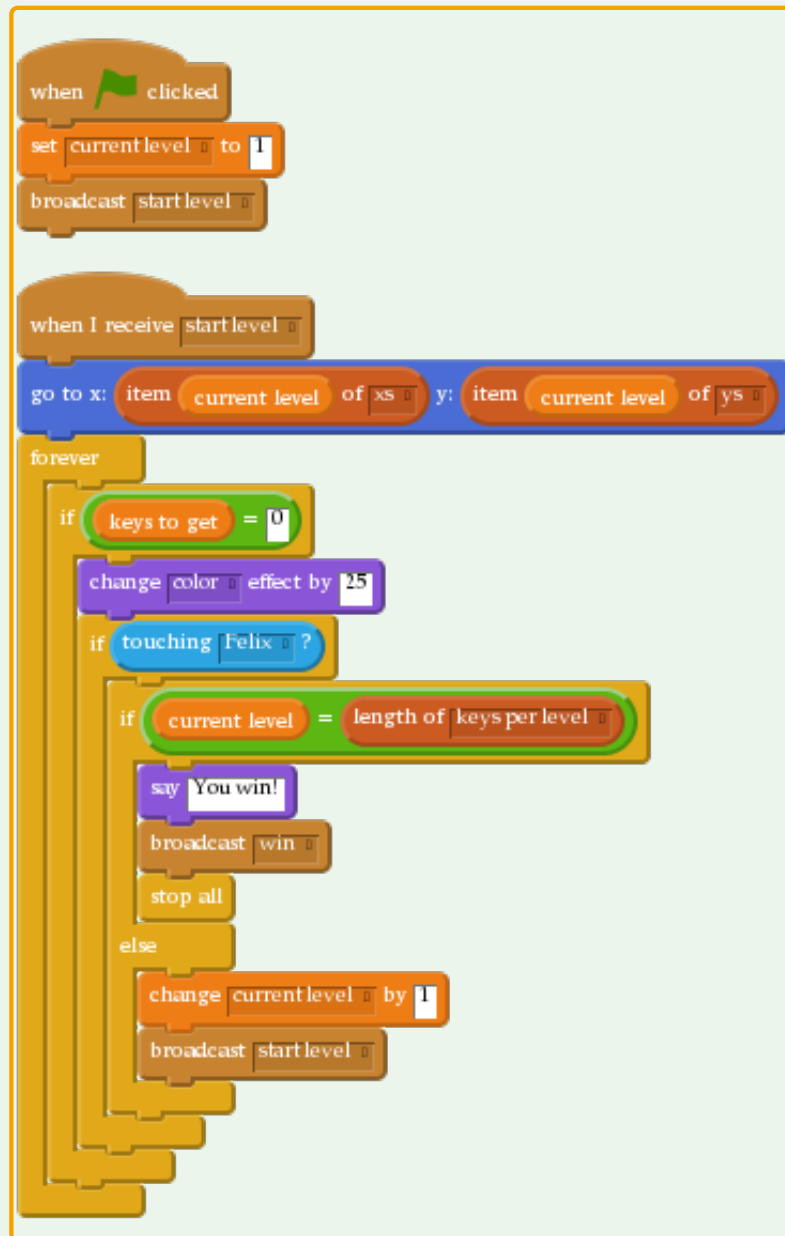 when clicked
set current level to 1
broadcast start level
when I receive start level
go to x: item current level of xs y: item current level of ys
forever
if keys to get = 0
change color effect by 25
if touching Felix ?
if current level = length of keys per level
say You win!
broadcast win
stop all
else
change current level by 1
broadcast start level